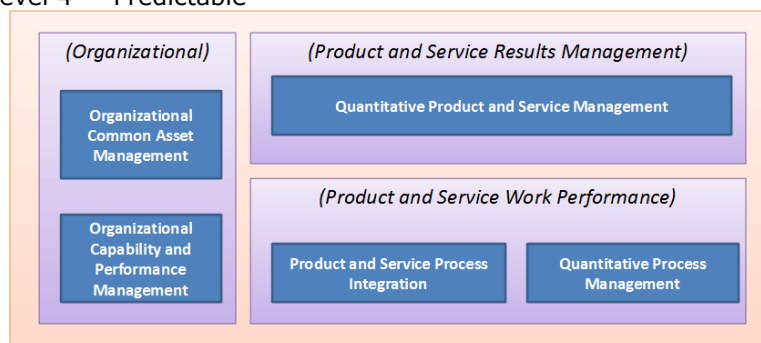 evel 4 Predictable
(Organizational)
Organizational
Common Asset
Management
Organizational
Capability and
Performance
Management
(Product and Service Results Management)
Quantitative Product and Service Management
(Product and Service Work Performance)
Product and Service Process
Integration
Quantitative Process
Management